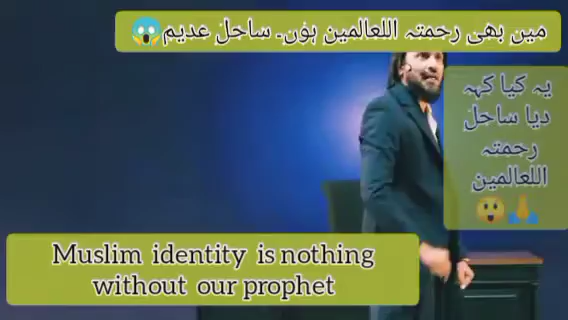 میں بھی رحمتہ اللعالمین ہوں۔ ساحل عدیم😱
یہ کیا کہہ
دیا ساحل
رحمتہ
اللعالمین
😲🙏
Muslim identity is nothing
without our prophet